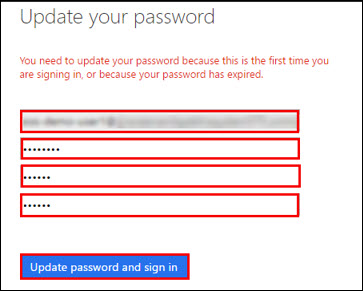 Update your password
You need to update your password because this is the first time you
are signing in, or because your password has expired.
••••••••
••••••
••••••
Update password and sign in